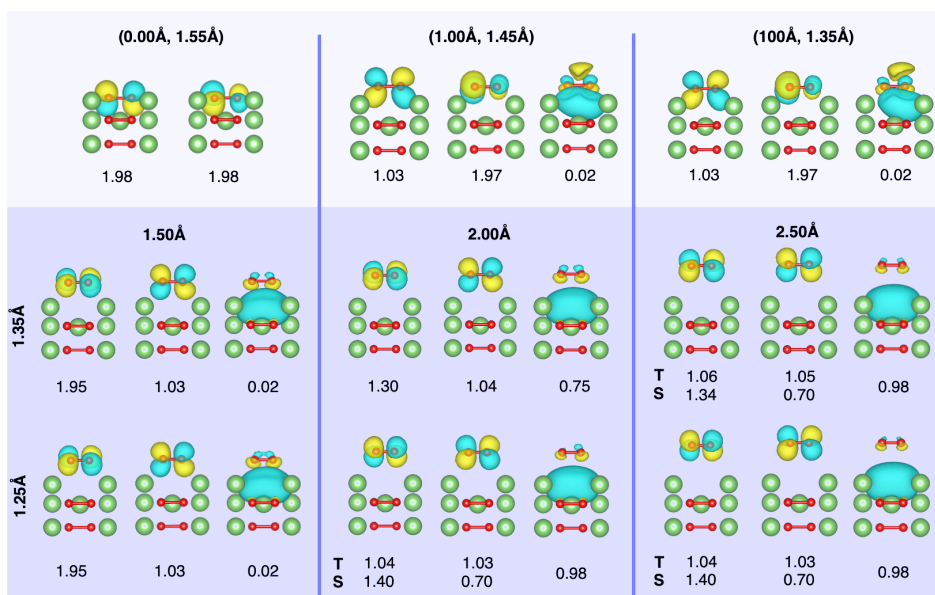 (0.00Å, 1.55Å) (1.00Å, 1.45Å) (100Å, 1.35Å)
1.98 1.98 1.03 1.97 0.02 1.03 1.97 0.02
1.50Å 2.00Å 2.50Å
1.35Å
1.95 1.03 0.02 1.30 1.04 0.75 T 1.06 1.05 0.98
S 1.34 0.70
1.25Å
1.95 1.03 0.02 T 1.04 1.03 0.98 T 1.04 1.03 0.98
S 1.40 0.70 S 1.40 0.70